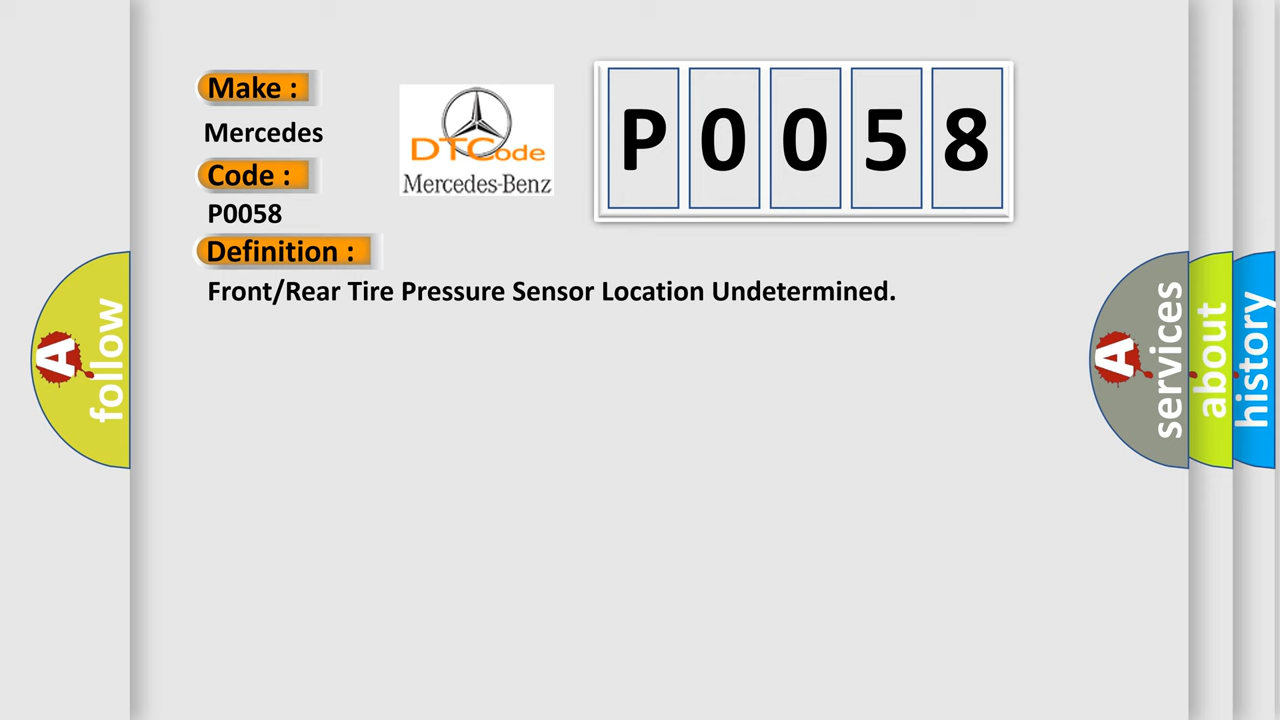 Make :
Mercedes
Code :
P0058
Definition :
Front/Rear Tire Pressure Sensor Location Undetermined.
DTCode
Mercedes-Benz
P 0 0 5 8
A follow
A services
about
history